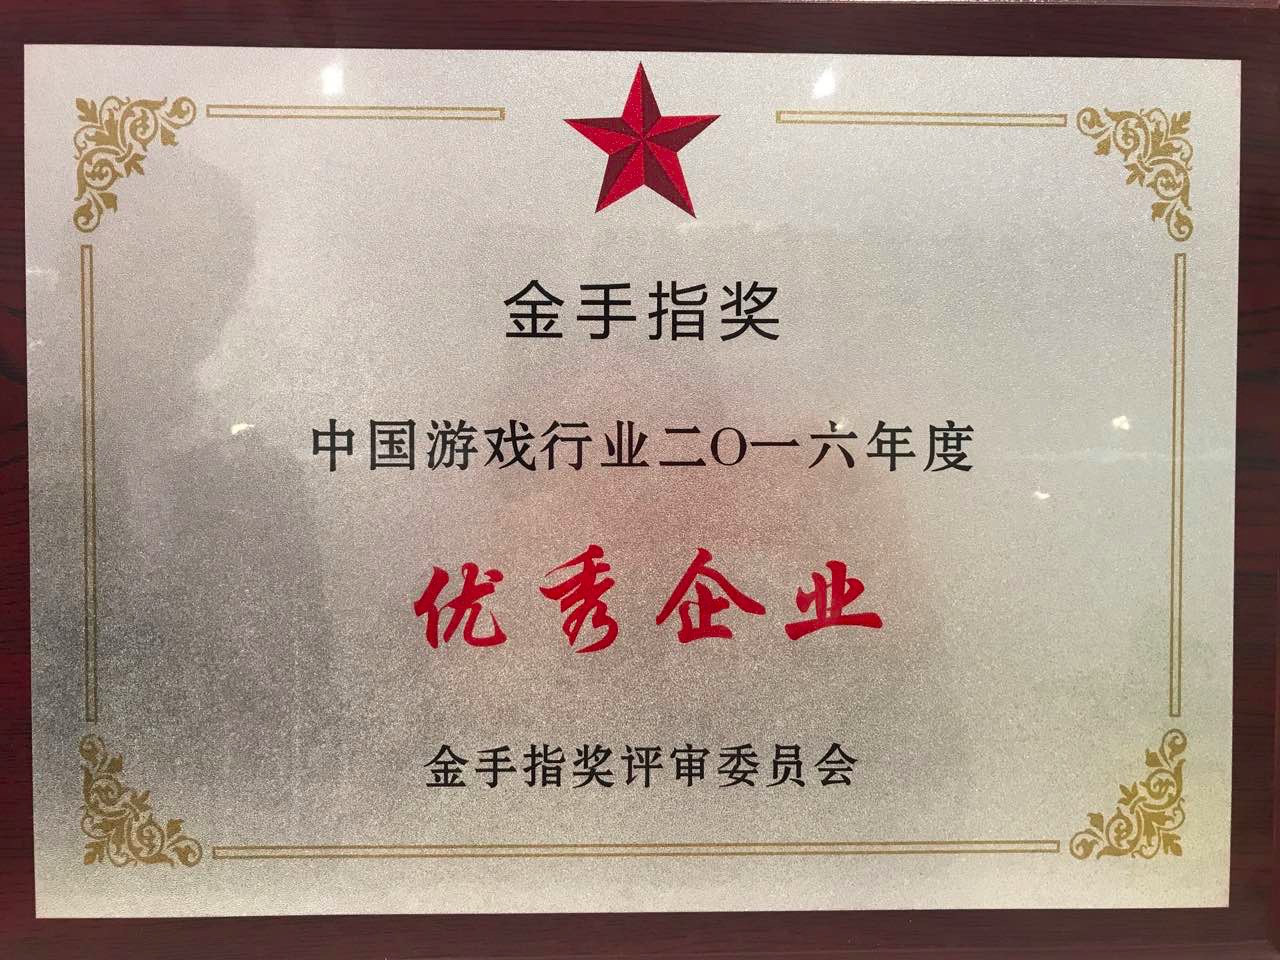 金手指奖
中国游戏行业二〇一六年度
优秀企业
金手指奖评审委员会